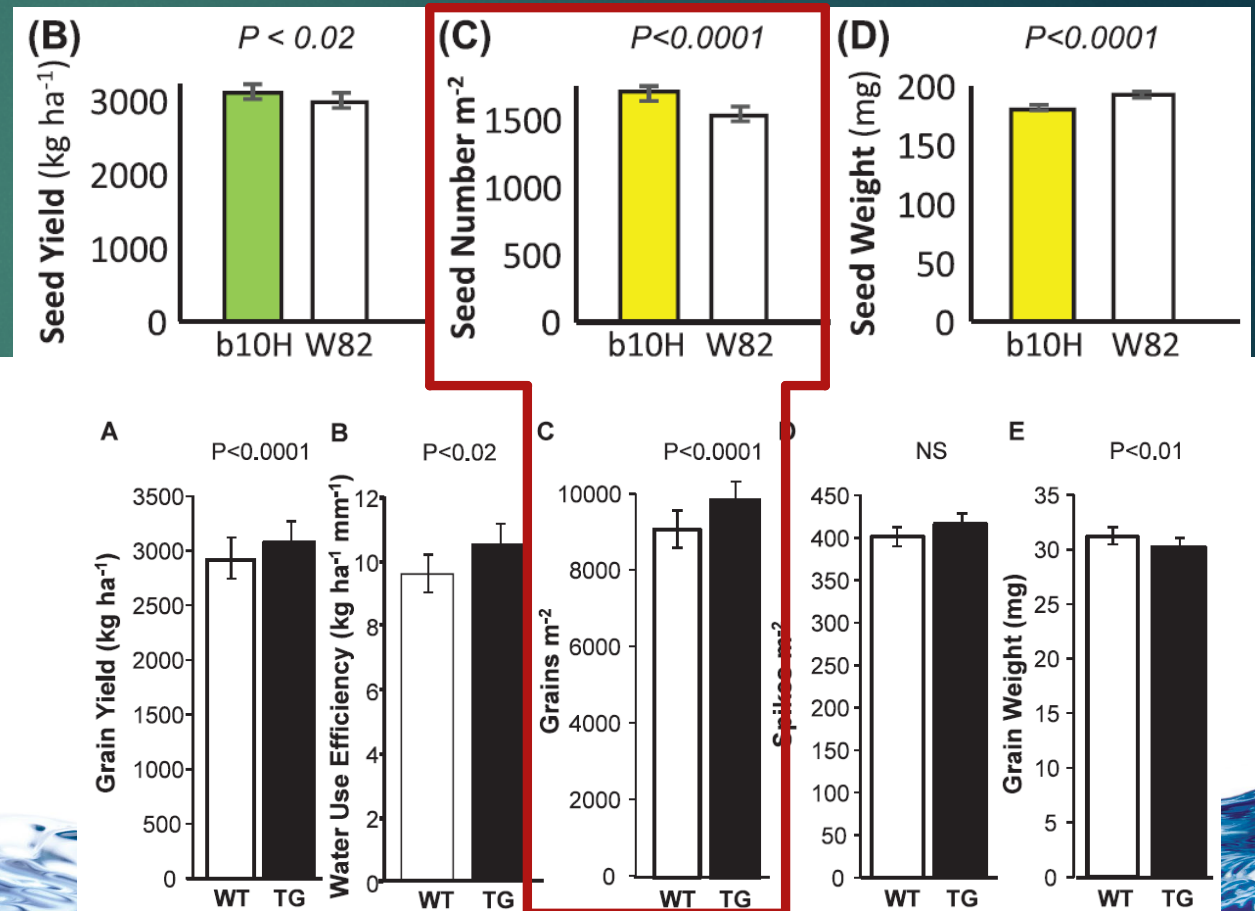 (B)
P < 0.02
Seed Yield (kg ha⁻¹)
3000
2000
1000
0
b10H W82
(C)
P<0.0001
Seed Number m⁻²
1500
1000
500
0
b10H W82
(D)
P<0.0001
Seed Weight (mg)
200
150
100
50
0
b10H W82
A
P<0.0001
Grain Yield (kg ha⁻¹)
3500
3000
2500
2000
1500
1000
500
0
WT TG
B
P<0.02
Water Use Efficiency (kg ha⁻¹ mm⁻¹)
12
10
8
6
4
2
0
WT TG
C
P<0.0001
Grains m⁻²
10000
8000
6000
4000
2000
0
WT TG
D
NS
Spikes m⁻²
450
400
350
300
250
200
150
100
50
0
WT TG
E
P<0.01
Grain Weight (mg)
35
30
25
20
15
10
5
0
WT TG